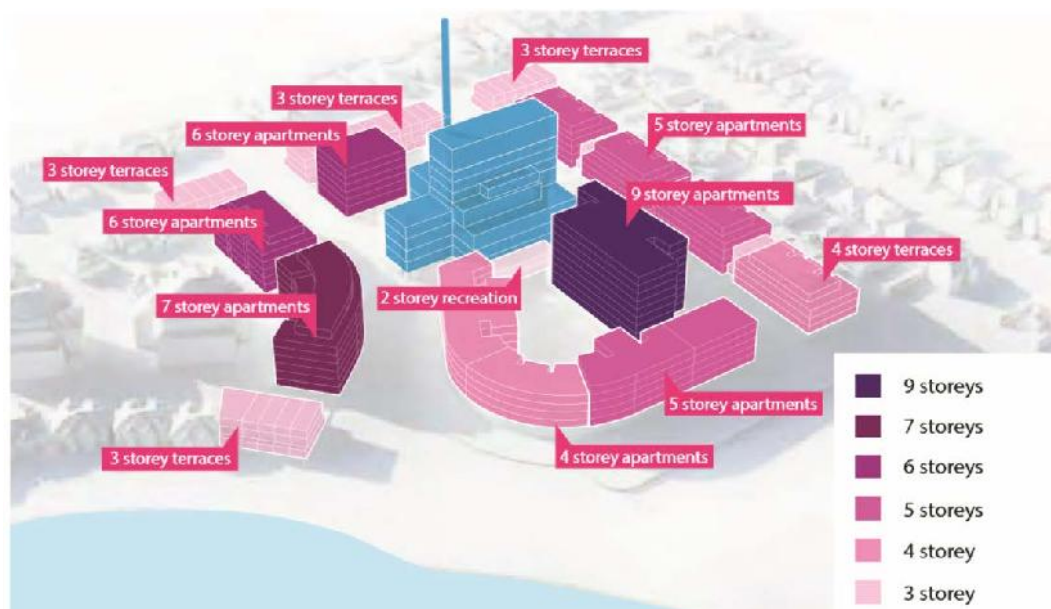 3 storey terraces
3 storey terraces
6 storey apartments
5 storey apartments
3 storey terraces
9 storey apartments
6 storey apartments
4 storey terraces
7 storey apartments
2 storey recreation
5 storey apartments
3 storey terraces
4 storey apartments
9 storeys
7 storeys
6 storeys
5 storeys
4 storey
3 storey